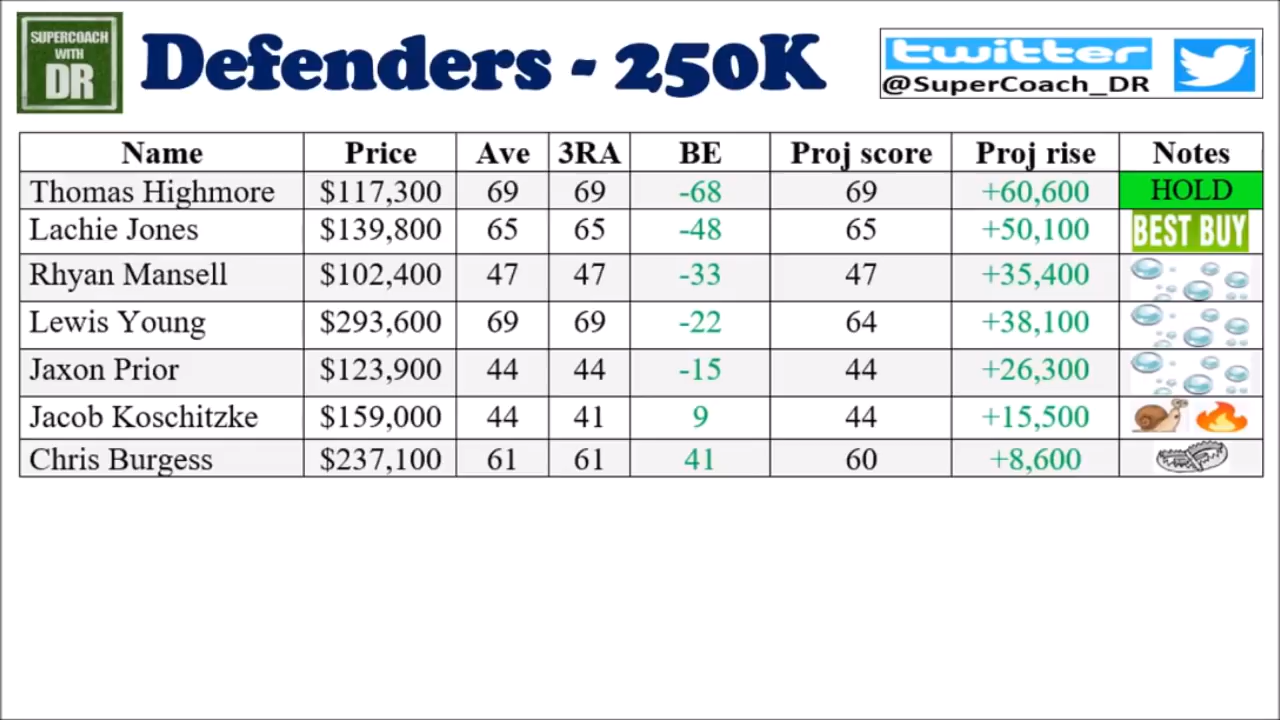 SUPERCOACH
WITH
DR
Defenders - 250K
twitter
@SuperCoach_DR
Name Price Ave 3RA BE Proj score Proj rise Notes
Thomas Highmore $117,300 69 69 -68 69 +60,600 HOLD
Lachie Jones $139,800 65 65 -48 65 +50,100 BEST BUY
Rhyan Mansell $102,400 47 47 -33 47 +35,400
Lewis Young $293,600 69 69 -22 64 +38,100
Jaxon Prior $123,900 44 44 -15 44 +26,300
Jacob Koschitzke $159,000 44 41 9 44 +15,500
Chris Burgess $237,100 61 61 41 60 +8,600